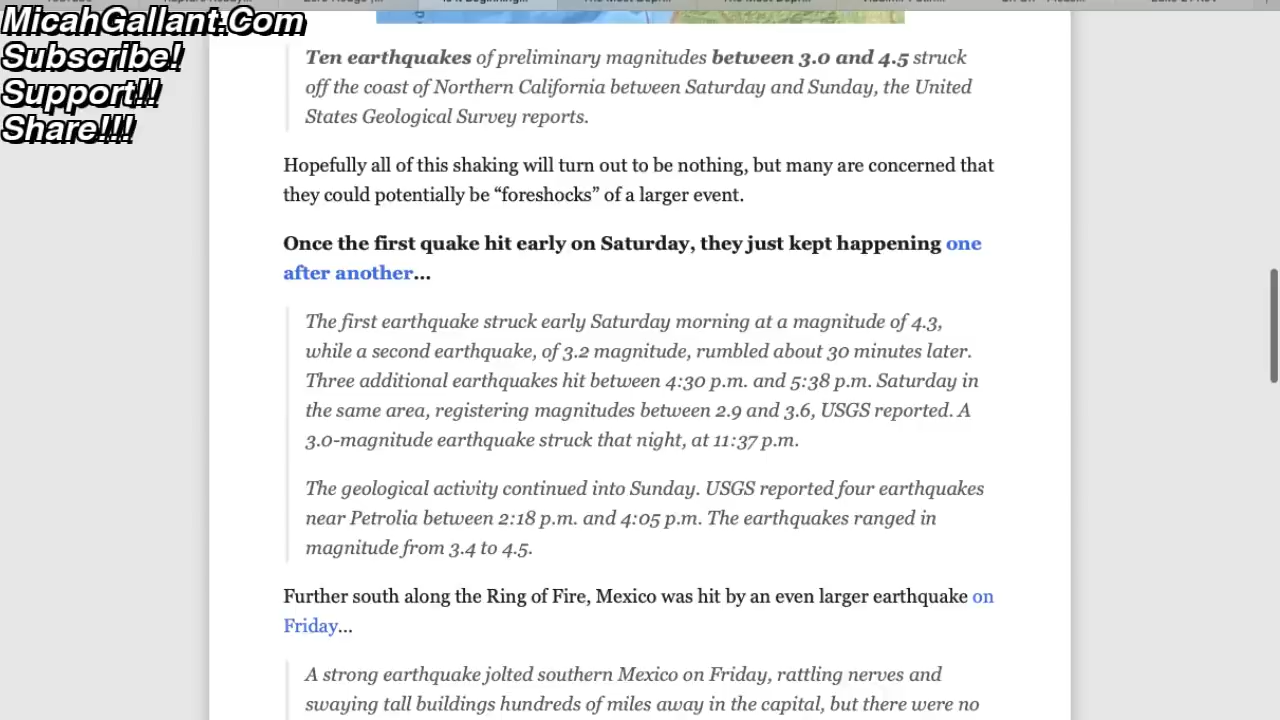 MicahGallant.Com
Subscribe!
Support!!
Share!!!
Ten earthquakes of preliminary magnitudes between 3.0 and 4.5 struck
off the coast of Northern California between Saturday and Sunday, the United
States Geological Survey reports.
Hopefully all of this shaking will turn out to be nothing, but many are concerned that
they could potentially be “foreshocks” of a larger event.
Once the first quake hit early on Saturday, they just kept happening one
after another…
The first earthquake struck early Saturday morning at a magnitude of 4.3,
while a second earthquake, of 3.2 magnitude, rumbled about 30 minutes later.
Three additional earthquakes hit between 4:30 p.m. and 5:38 p.m. Saturday in
the same area, registering magnitudes between 2.9 and 3.6, USGS reported. A
3.0-magnitude earthquake struck that night, at 11:37 p.m.
The geological activity continued into Sunday. USGS reported four earthquakes
near Petrolia between 2:18 p.m. and 4:05 p.m. The earthquakes ranged in
magnitude from 3.4 to 4.5.
Further south along the Ring of Fire, Mexico was hit by an even larger earthquake on
Friday…
A strong earthquake jolted southern Mexico on Friday, rattling nerves and
swaying tall buildings hundreds of miles away in the capital, but there were no